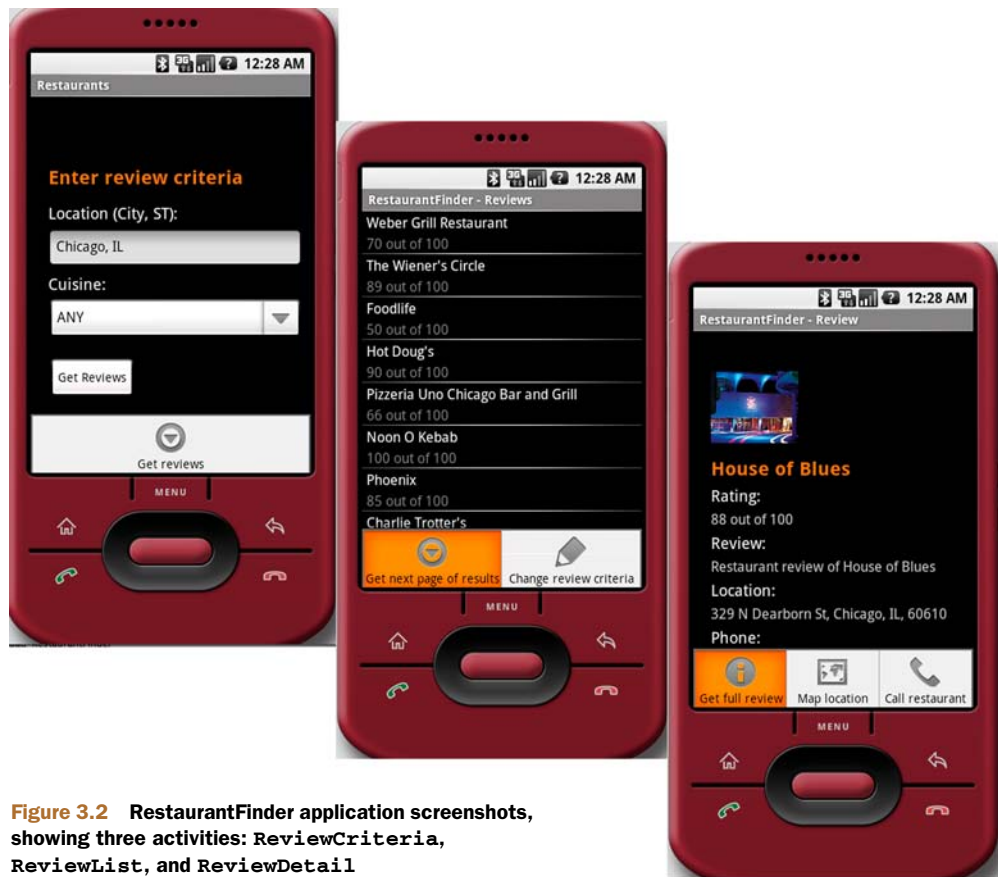 12:28 AM
Restaurants
Enter review criteria
Location (City, ST):
Chicago, IL
Cuisine:
ANY
Get Reviews
Get reviews
MENU
12:28 AM
RestaurantFinder - Reviews
Weber Grill Restaurant
70 out of 100
The Wiener's Circle
89 out of 100
Foodlife
50 out of 100
Hot Doug's
90 out of 100
Pizzeria Uno Chicago Bar and Grill
66 out of 100
Noon O Kebab
100 out of 100
Phoenix
85 out of 100
Charlie Trotter's
Get next page of results
Change review criteria
MENU
12:28 AM
RestaurantFinder - Review
House of Blues
Rating:
88 out of 100
Review:
Restaurant review of House of Blues
Location:
329 N Dearborn St, Chicago, IL, 60610
Phone:
Get full review
Map location
Call restaurant
MENU
Figure 3.2 RestaurantFinder application screenshots,
showing three activities: ReviewCriteria,
ReviewList, and ReviewDetail